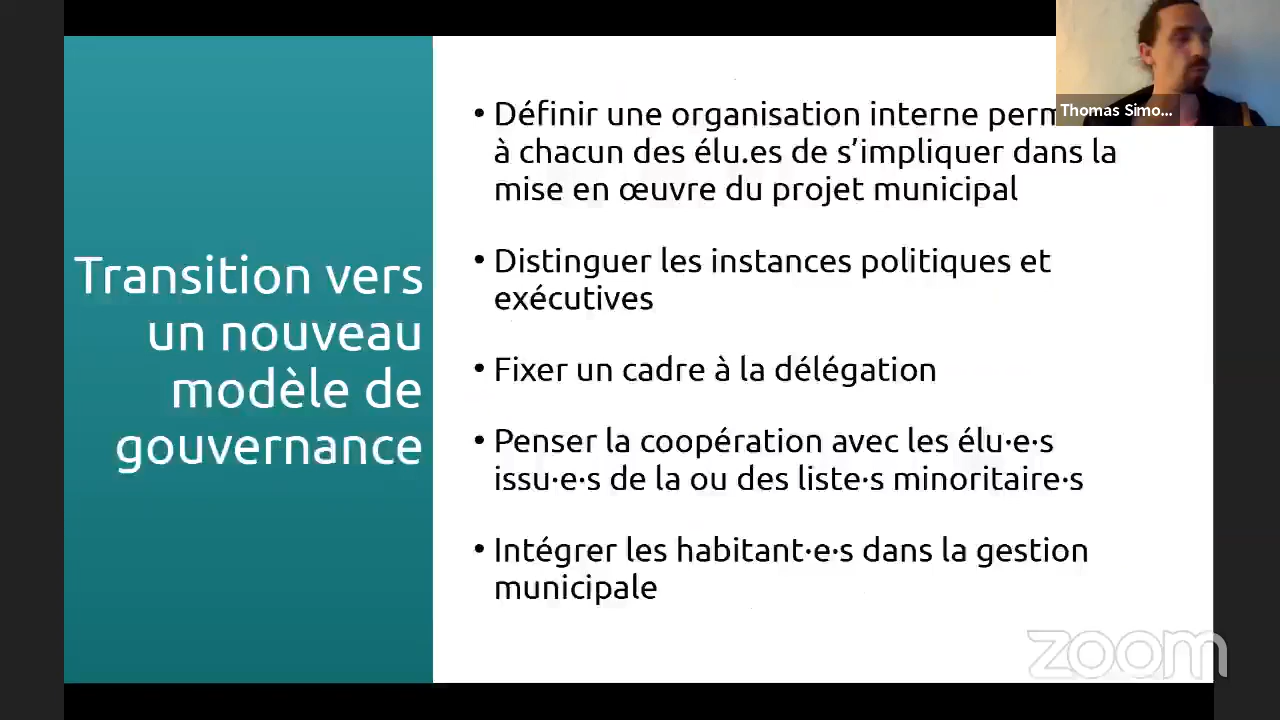 Transition vers
un nouveau
modèle de
gouvernance
• Définir une organisation interne
à chacun des élu.es de s’impliquer dans la
mise en œuvre du projet municipal
• Distinguer les instances politiques et
exécutives
• Fixer un cadre à la délégation
• Penser la coopération avec les élu·e·s
issu·e·s de la ou des liste·s minoritaire·s
• Intégrer les habitant·e·s dans la gestion
municipale
Thomas Simo...
zoom